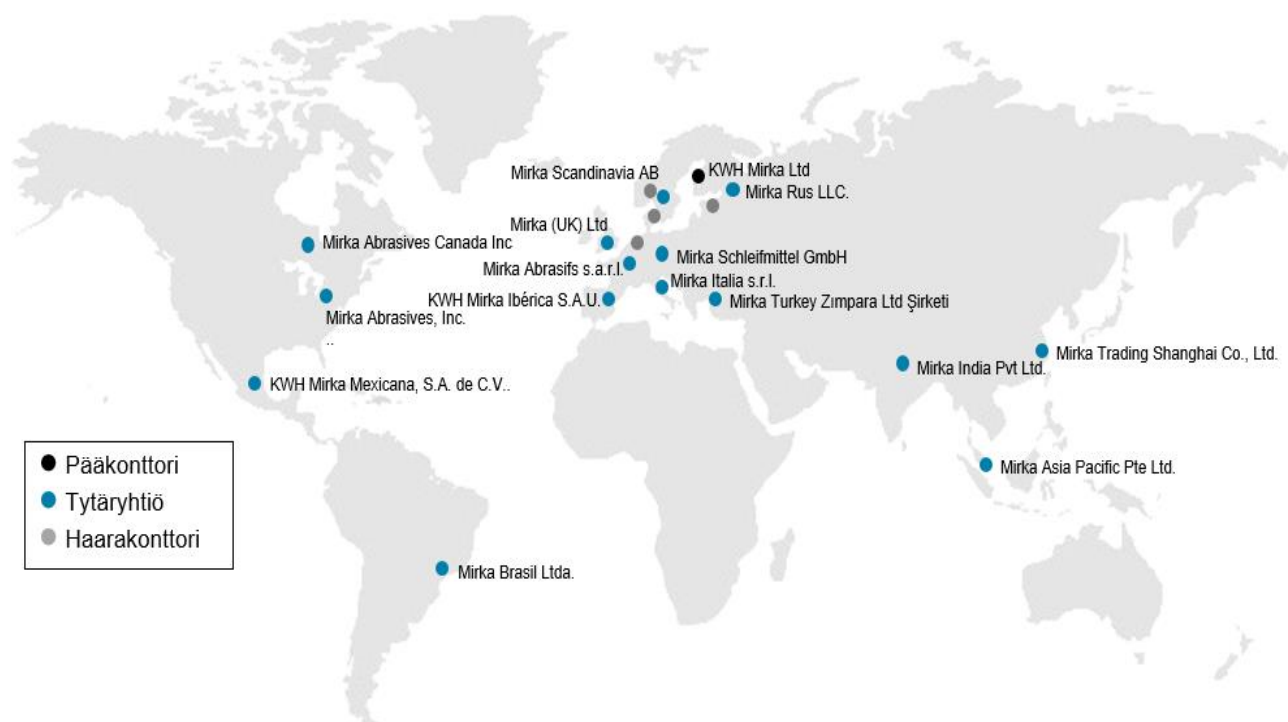 Mirka Scandinavia AB
KWH Mirka Ltd
Mirka Rus LLC.
Mirka (UK) Ltd
Mirka Abrasives Canada Inc
Mirka Schleifmittel GmbH
Mirka Abrasifs s.a.r.l.
Mirka Italia s.r.l.
KWH Mirka Ibérica S.A.U.
Mirka Turkey Zımpara Ltd Şirketi
Mirka Abrasives, Inc.
..
Mirka Trading Shanghai Co., Ltd.
Mirka India Pvt Ltd.
KWH Mirka Mexicana, S.A. de C.V..
Pääkonttori
Tytäryhtiö
Haarakonttori
Mirka Asia Pacific Pte Ltd.
Mirka Brasil Ltda.